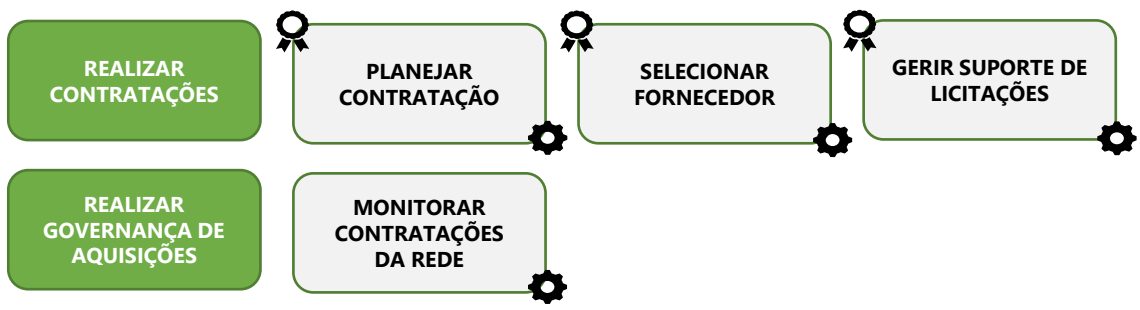 REALIZAR
CONTRATAÇÕES
PLANEJAR
CONTRATAÇÃO
SELECIONAR
FORNECEDOR
GERIR SUPORTE DE
LICITAÇÕES
REALIZAR
GOVERNANÇA DE
AQUISIÇÕES
MONITORAR
CONTRATAÇÕES
DA REDE